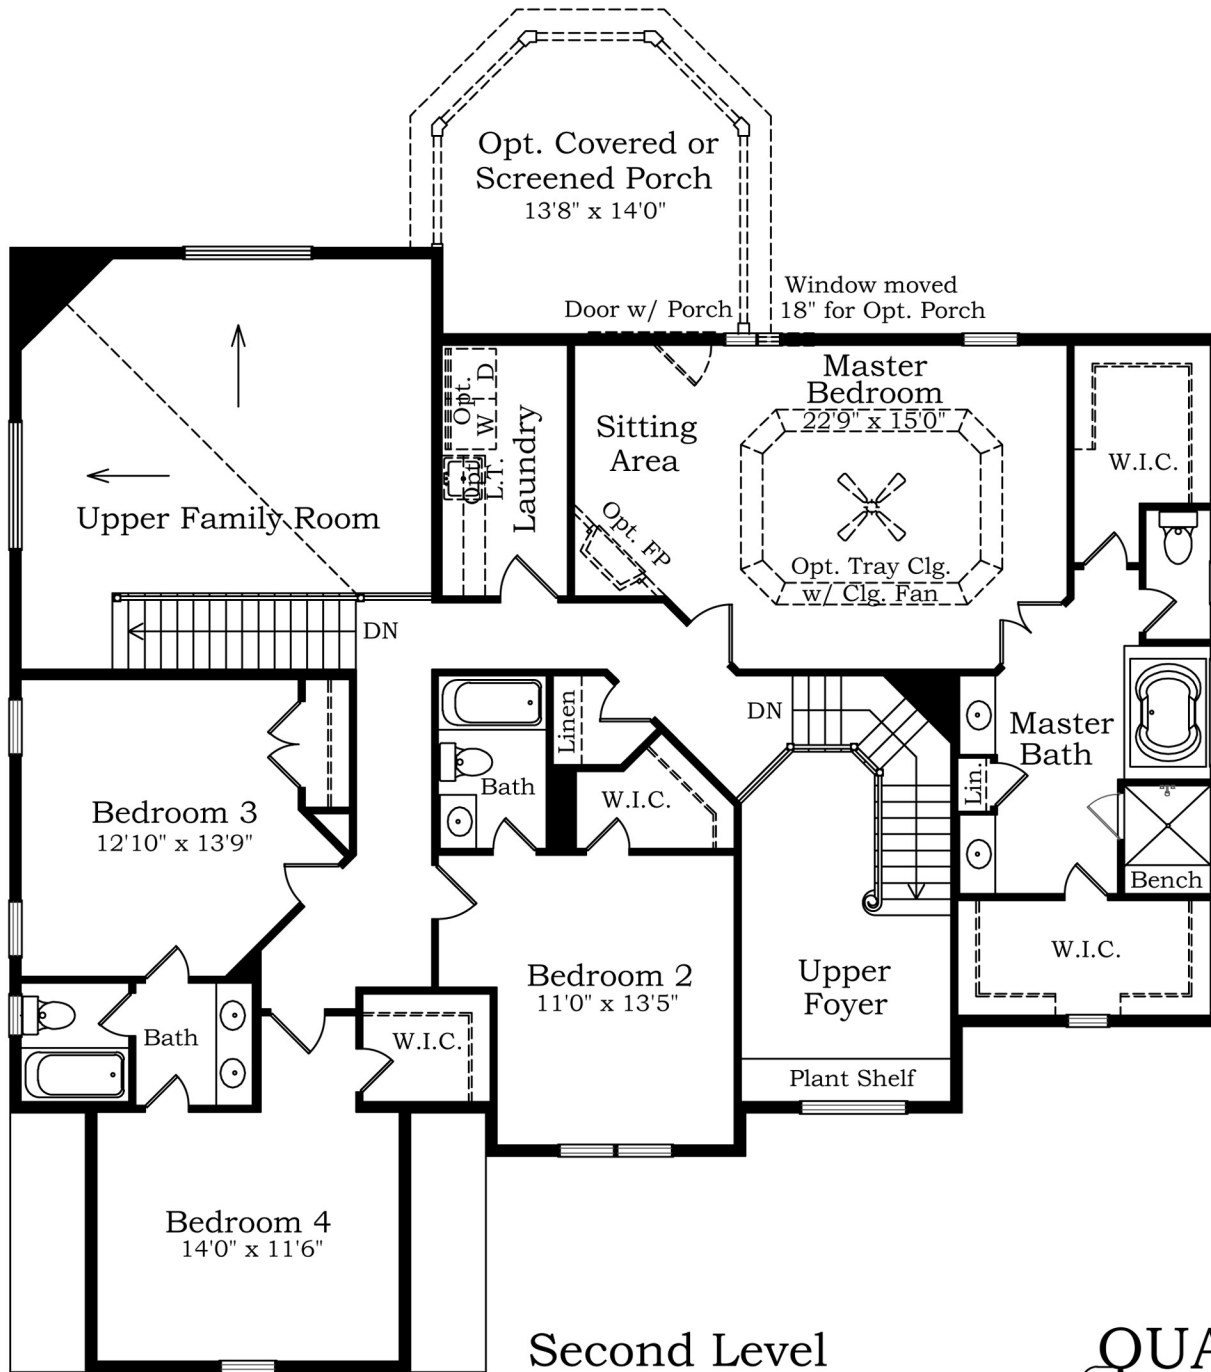 Opt. Covered or
Screened Porch
13'8" x 14'0"
Door w/ Porch
Window moved
18" for Opt. Porch
Upper Family Room
DN
Opt.
W D
Opt.
L.T.
Laundry
Sitting
Area
Opt. FP
Master
Bedroom
22'9" x 15'0"
Opt. Tray Clg.
w/ Clg. Fan
W.I.C.
DN
Linen
Bath
W.I.C.
Master
Bath
Lin.
Bench
W.I.C.
Bedroom 3
12'10" x 13'9"
Bath
W.I.C.
Bedroom 2
11'0" x 13'5"
Upper
Foyer
Plant Shelf
Bedroom 4
14'0" x 11'6"
Second Level